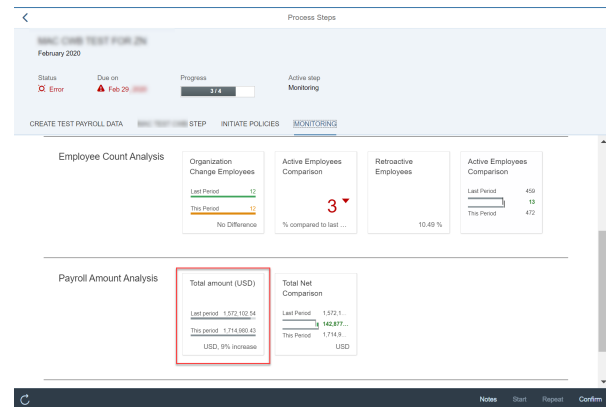 Process Steps
MAC CWB TEST FOR ZN
February 2020
Status Due on Progress Active step
Error Feb 29 3 / 4 Monitoring
CREATE TEST PAYROLL DATA STEP INITIATE POLICIES MONITORING
Employee Count Analysis
Organization Change Employees
Last Period 12
This Period 12
No Difference
Active Employees Comparison
3
% compared to last ...
Retroactive Employees
10.49 %
Active Employees Comparison
Last Period 459
13
This Period 472
Payroll Amount Analysis
Total amount (USD)
Last period 1,572,102.54
This period 1,714,980.43
USD, 9% increase
Total Net Comparison
Last Period 1,572,1...
142,877...
This Period 1,714,9...
USD
Notes Start Repeat Confirm